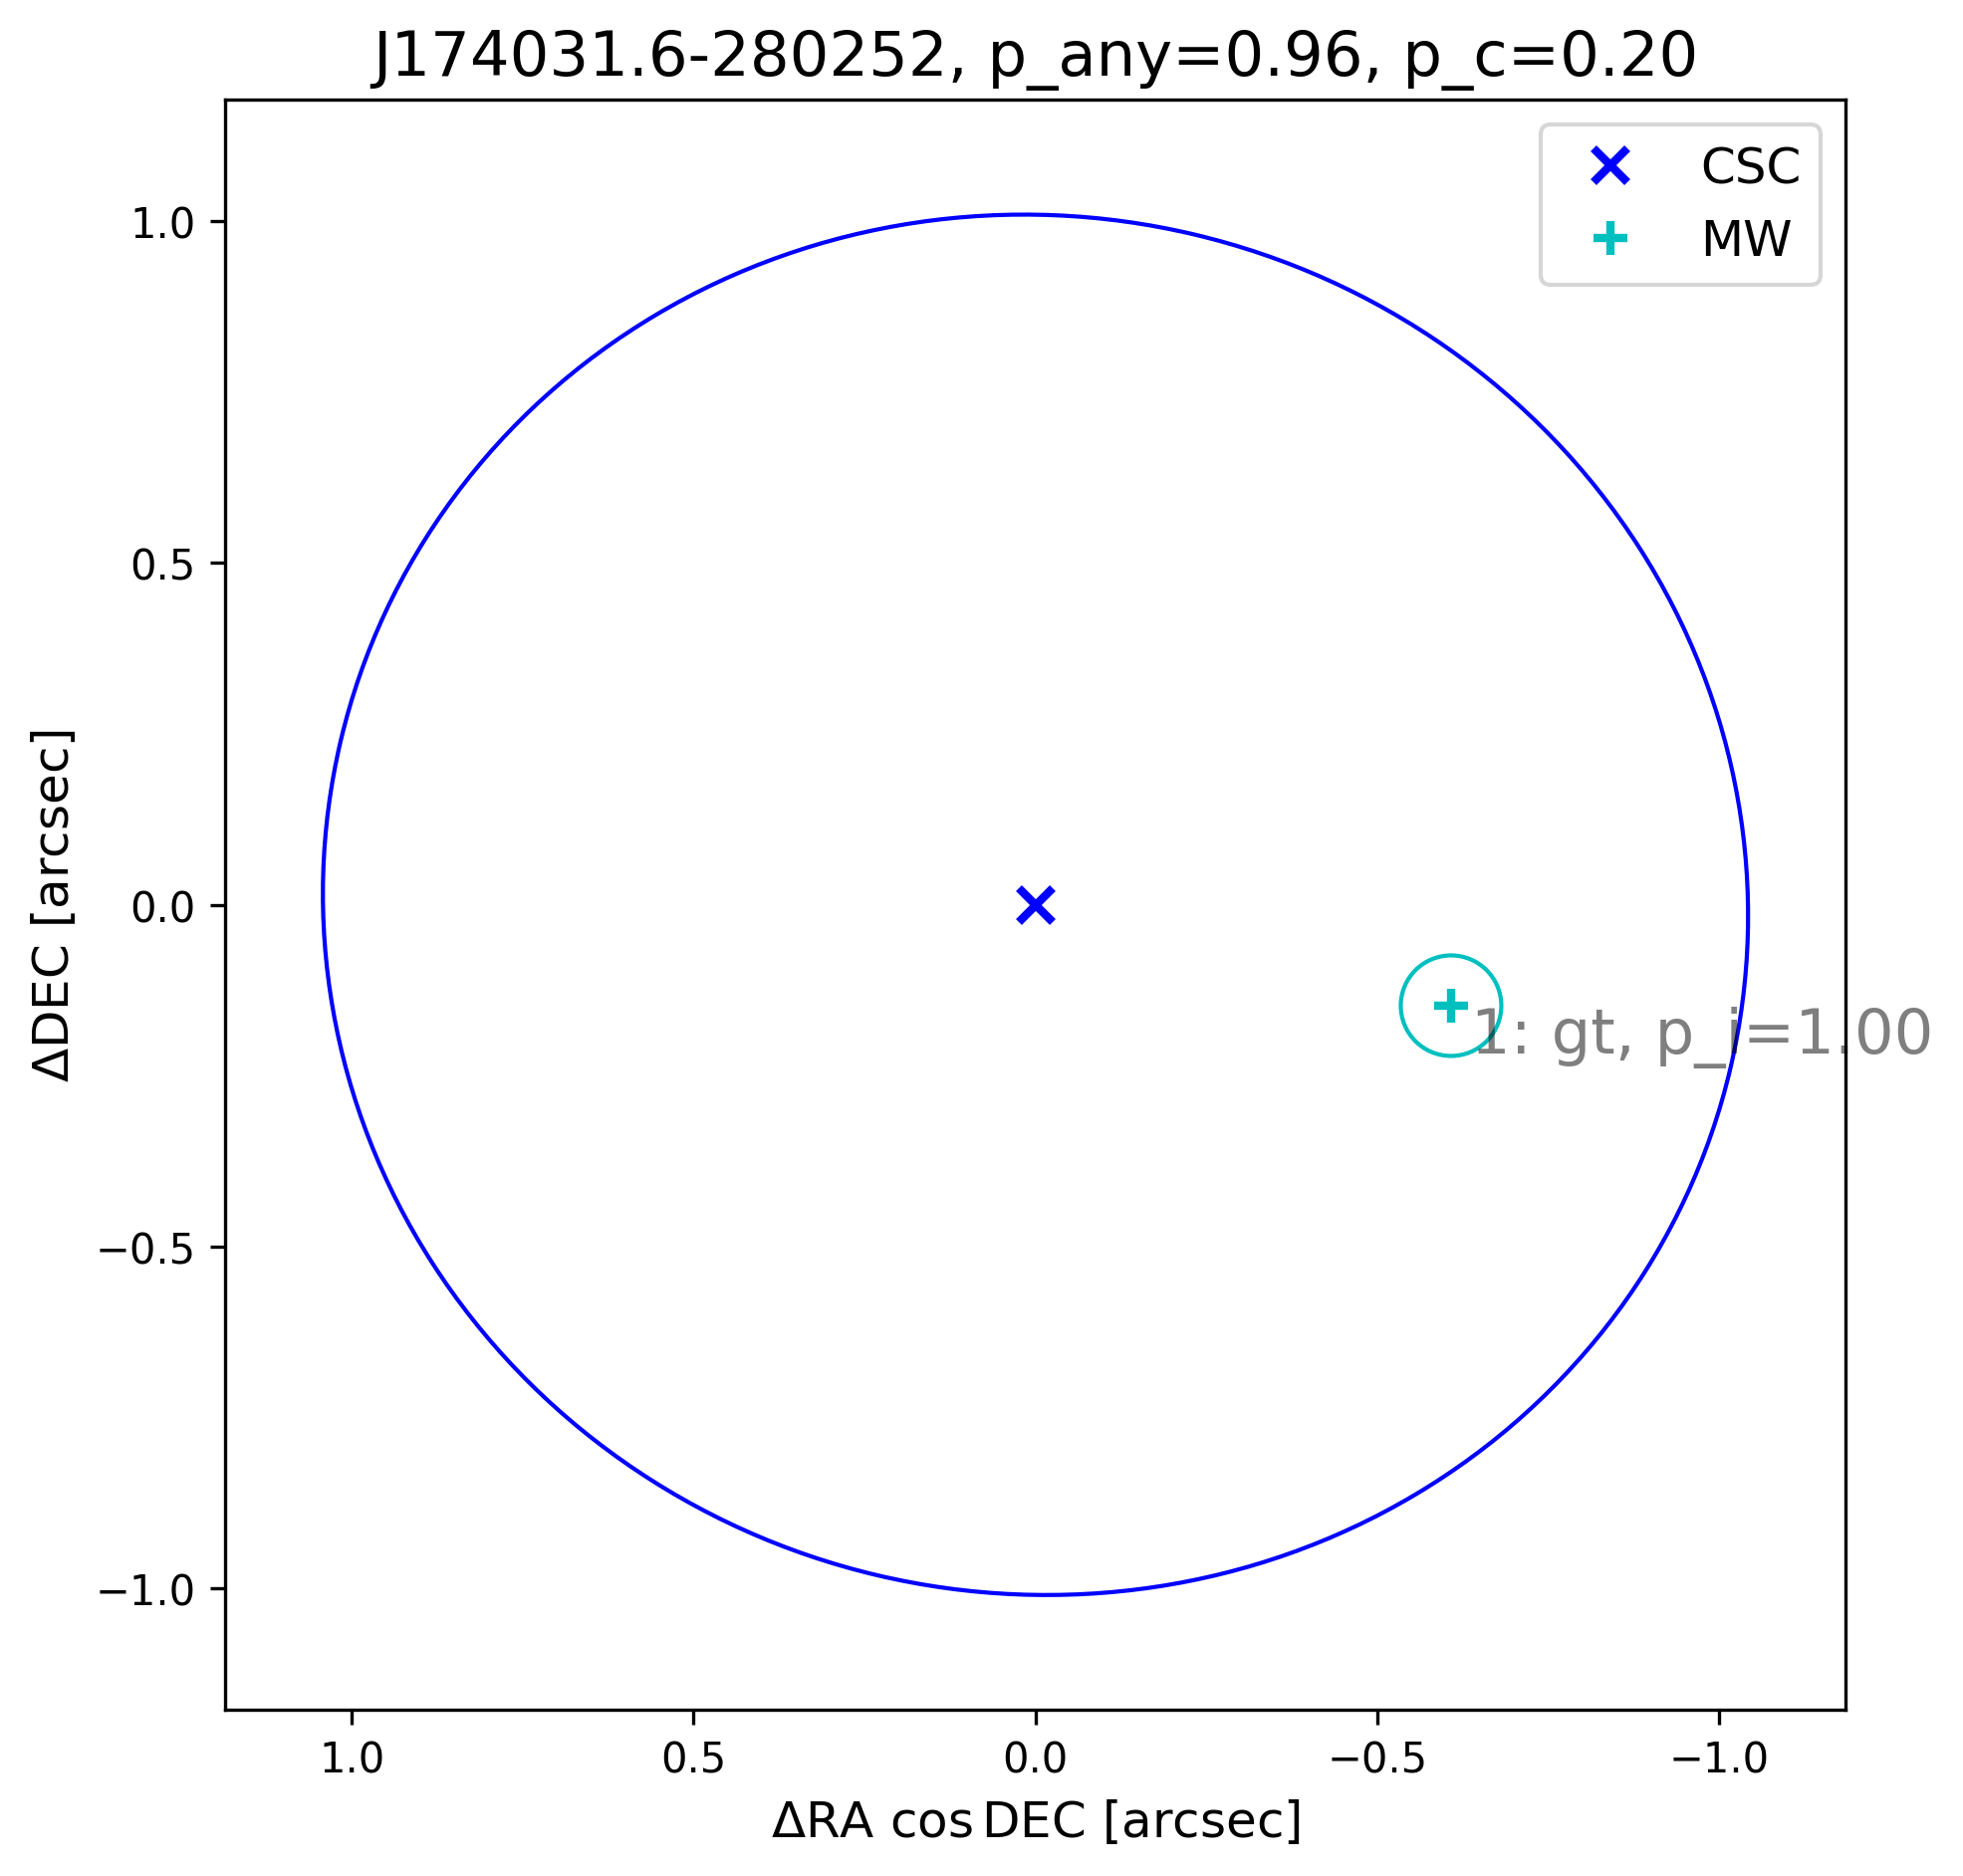 J174031.6-280252, p_any=0.96, p_c=0.20
CSC
MW
1.0
0.5
0.0
−0.5
−1.0
ΔDEC [arcsec]
1: gt, p_i=1.00
1.0
0.5
0.0
−0.5
−1.0
ΔRA cos DEC [arcsec]